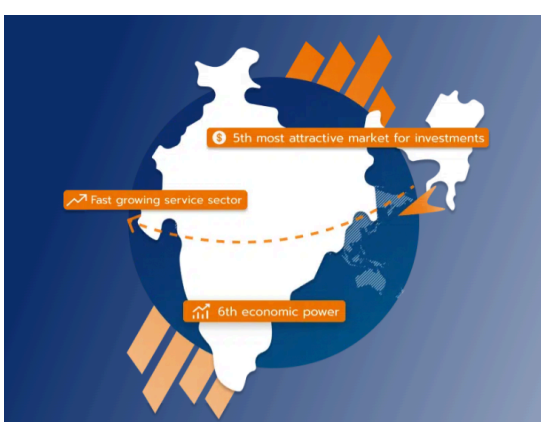 5th most attractive market for investments
Fast growing service sector
6th economic power